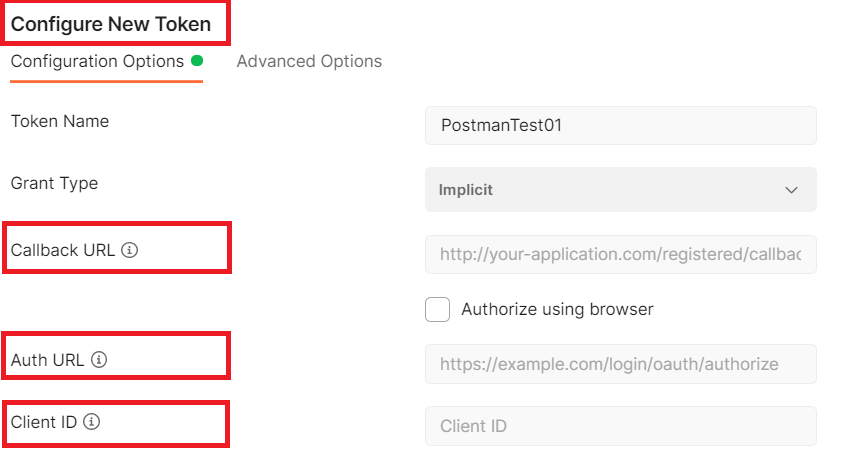 Configure New Token
Configuration Options Advanced Options
Token Name PostmanTest01
Grant Type Implicit
Callback URL http://your-application.com/registered/callbac
Authorize using browser
Auth URL https://example.com/login/oauth/authorize
Client ID Client ID